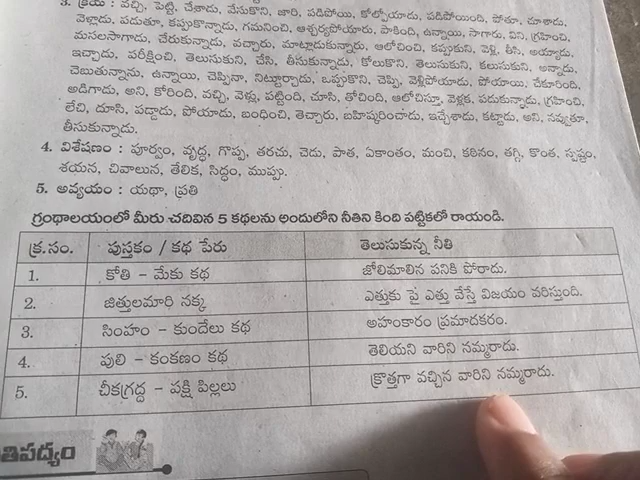 3. క్రియ : వచ్చి, పెట్టి, చేశాడు, వేసుకొని, జారి, పడిపోయి, కోల్పోయాడు, పడిపోయింది, పోతూ, చూశాడు,
వెళ్లాడు, పడుతూ, కప్పుకొన్నాడు, గమనించి, ఆశ్చర్యపోయారు, పాకింది, ఉన్నాయి, సాగారు, విని, గ్రహించి,
మసలసాగాడు, చేరుకున్నాడు, వచ్చారు, మాట్లాడుకున్నారు, ఆలోచించి, కప్పుకుని, వెళ్లి, తీసి, అయ్యాడు,
ఇచ్చాడు, పరీక్షించి, తెలుసుకుని, చేసి, తీసుకున్నాడు, కోలుకొని, తెలుసుకుని, కలుసుకుని, అన్నాడు,
చెబుతున్నాను, ఉన్నాయి, చెప్పినా, నిట్టూర్చాడు, ఒప్పుకొని, చెప్పి, వెళ్లిపోయాడు, పోయాయి, చేకూరింది,
అడిగాడు, అని, కోరింది, వచ్చి, వెళ్లు, పట్టింది, చూసి, తోచింది, ఆలోచిస్తూ, వెళ్లక, పడుకున్నాడు, గ్రహించి,
లేచి, దూసి, పడ్డాడు, పోయాడు, బంధించి, తెచ్చారు, బహిష్కరించాడు, ఇచ్చేశాడు, కట్టాడు, అని, నవ్వుతూ,
తీసుకున్నాడు.
4. విశేషణం : పూర్వం, వృద్ధ, గొప్ప, తరచు, చెడు, పాత, ఏకాంతం, మంచి, కఠినం, తగ్గి, కొంత, స్పష్టం,
శయన, చివాలున, తేలిక, సిద్ధం, ముప్పు.
5. అవ్యయం : యథా, ప్రతి
గ్రంథాలయంలో మీరు చదివిన 5 కథలను అందులోని నీతిని కింది పట్టికలో రాయండి.
క్ర.సం. పుస్తకం / కథ పేరు తెలుసుకున్న నీతి
1. కోతి – మేకు కథ జోలిమాలిన పనికి పోరాదు.
2. జిత్తులమారి నక్క ఎత్తుకు పై ఎత్తు వేస్తే విజయం వరిస్తుంది.
3. సింహం – కుందేలు కథ అహంకారం ప్రమాదకరం.
4. పులి – కంకణం కథ తెలియని వారిని నమ్మరాదు.
5. చీకగ్రద్ద – పక్షి పిల్లలు క్రొత్తగా వచ్చిన వారిని నమ్మరాదు.
తిపద్యం